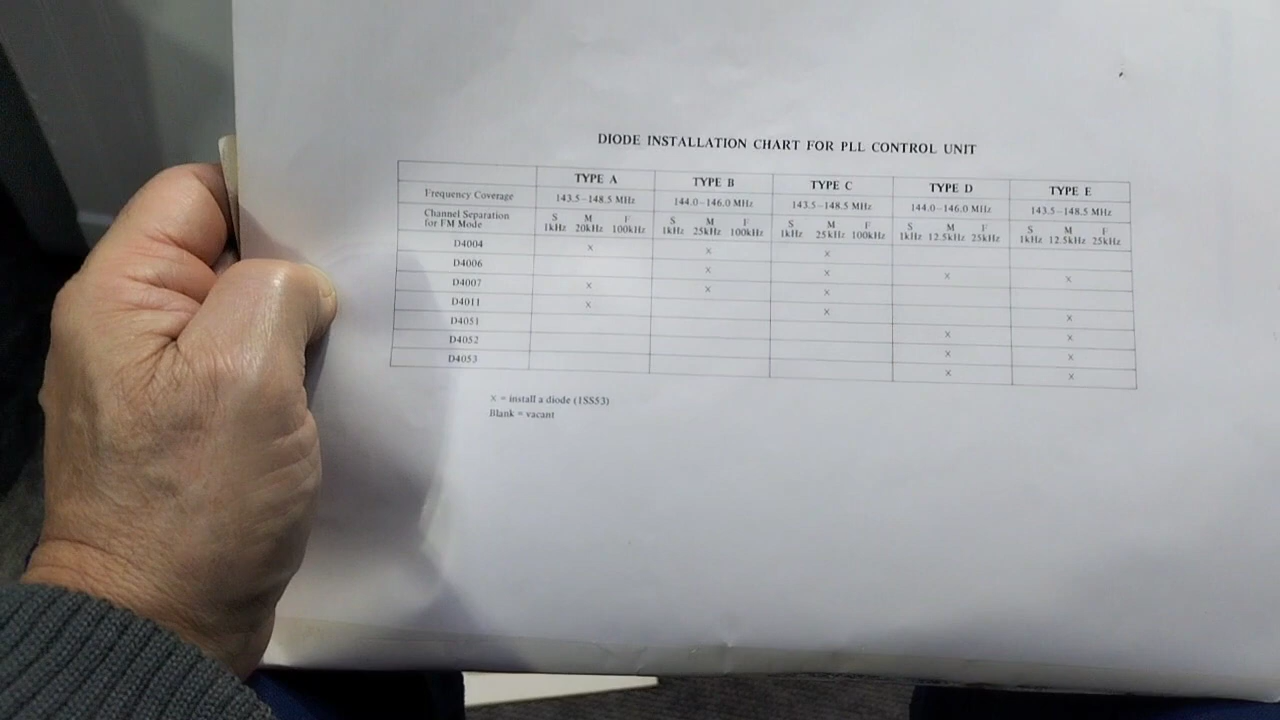 DIODE INSTALLATION CHART FOR PLL CONTROL UNIT
TYPE A TYPE B TYPE C TYPE D TYPE E
Frequency Coverage 143.5–148.5 MHz 144.0–146.0 MHz 143.5–148.5 MHz 144.0–146.0 MHz 143.5–148.5 MHz
Channel Separation S M F S M F S M F S M F S M F
for FM Mode 1kHz 20kHz 100kHz 1kHz 25kHz 100kHz 1kHz 25kHz 100kHz 1kHz 12.5kHz 25kHz 1kHz 12.5kHz 25kHz
D4004 x x x
D4006 x x x x
D4007 x x x
D4011 x x x
D4051 x x
D4052 x x
D4053 x x
X = install a diode (1SS53)
Blank = vacant